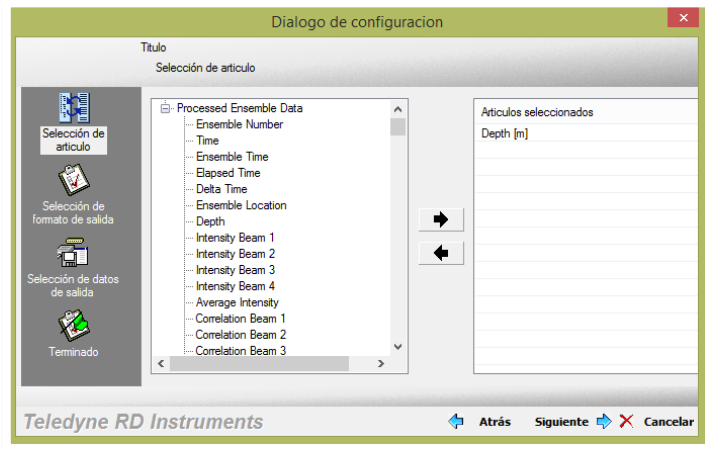 Dialogo de configuracion
Titulo
Selección de articulo
Selección de
articulo
Selección de
formato de salida
Selección de datos
de salida
Terminado
Processed Ensemble Data
Ensemble Number
Time
Ensemble Time
Elapsed Time
Delta Time
Ensemble Location
Depth
Intensity Beam 1
Intensity Beam 2
Intensity Beam 3
Intensity Beam 4
Average Intensity
Correlation Beam 1
Correlation Beam 2
Correlation Beam 3
Articulos seleccionados
Depth [m]
Teledyne RD Instruments
Atrás
Siguiente
Cancelar